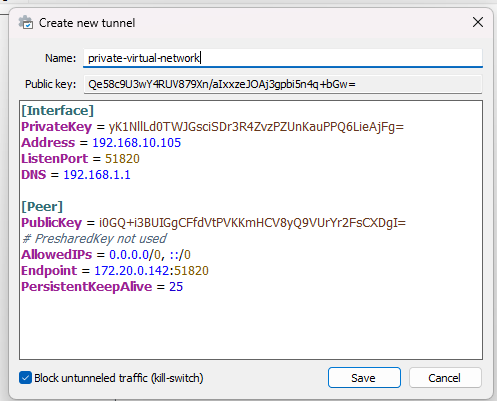 Create new tunnel
Name: private-virtual-network
Public key: Qe58c9U3wY4RUV879Xn/aIxxzeJOAj3gpbi5n4q+bGw=
[Interface]
PrivateKey = yK1NllLd0TWJGsciSDr3R4ZvzPZUnKauPPQ6LieAjFg=
Address = 192.168.10.105
ListenPort = 51820
DNS = 192.168.1.1
[Peer]
PublicKey = i0GQ+i3BUIGgCFfdVtPVKKmHCV8yQ9VUrYr2FsCXDgI=
# PresharedKey not used
AllowedIPs = 0.0.0.0/0, ::/0
Endpoint = 172.20.0.142:51820
PersistentKeepAlive = 25
Block untunneled traffic (kill-switch)
Save
Cancel